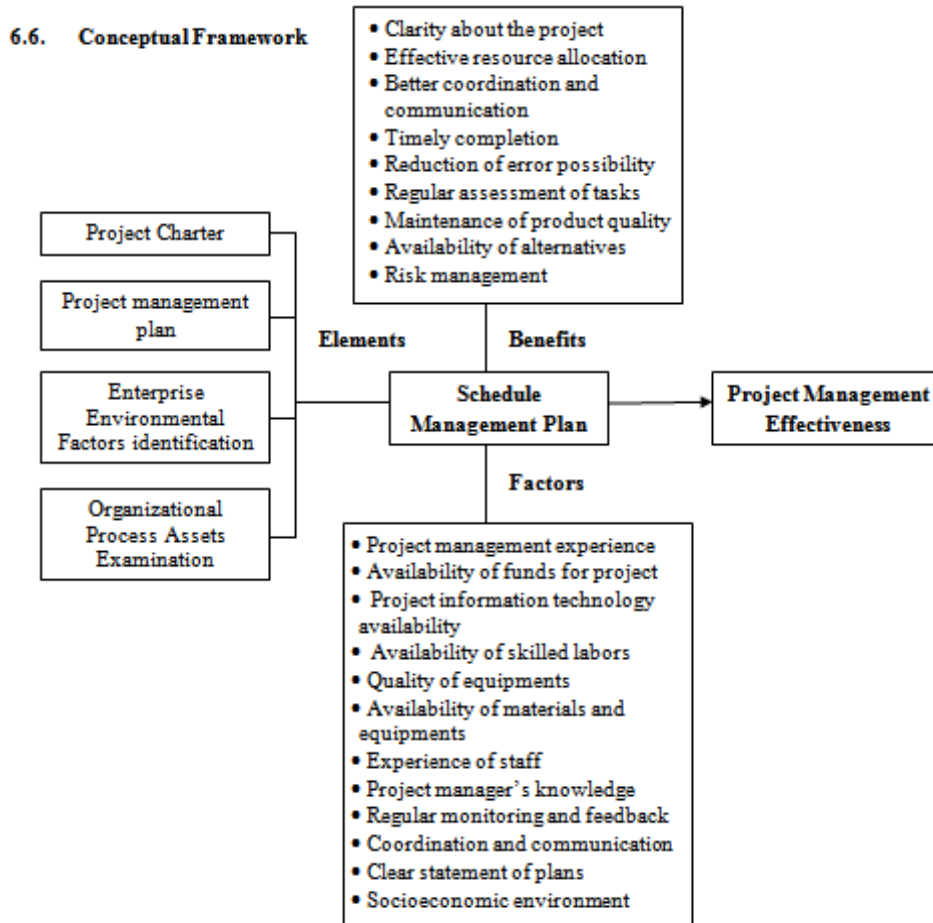 6.6. Conceptual Framework
• Clarity about the project
• Effective resource allocation
• Better coordination and
communication
• Timely completion
• Reduction of error possibility
• Regular assessment of tasks
• Maintenance of product quality
• Availability of alternatives
• Risk management
Project Charter
Project management
plan
Enterprise
Environmental
Factors identification
Organizational
Process Assets
Examination
Elements
Benefits
Schedule
Management Plan
Project Management
Effectiveness
Factors
• Project management experience
• Availability of funds for project
• Project information technology
availability
• Availability of skilled labors
• Quality of equipments
• Availability of materials and
equipments
• Experience of staff
• Project manager’s knowledge
• Regular monitoring and feedback
• Coordination and communication
• Clear statement of plans
• Socioeconomic environment